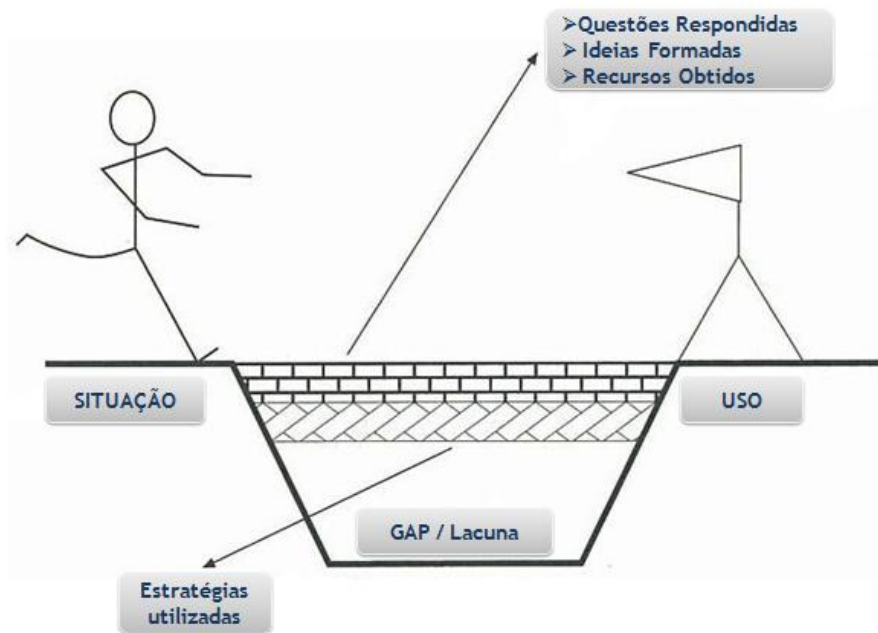 ➢Questões Respondidas
➢ Ideias Formadas
➢ Recursos Obtidos
SITUAÇÃO
USO
GAP / Lacuna
Estratégias
utilizadas